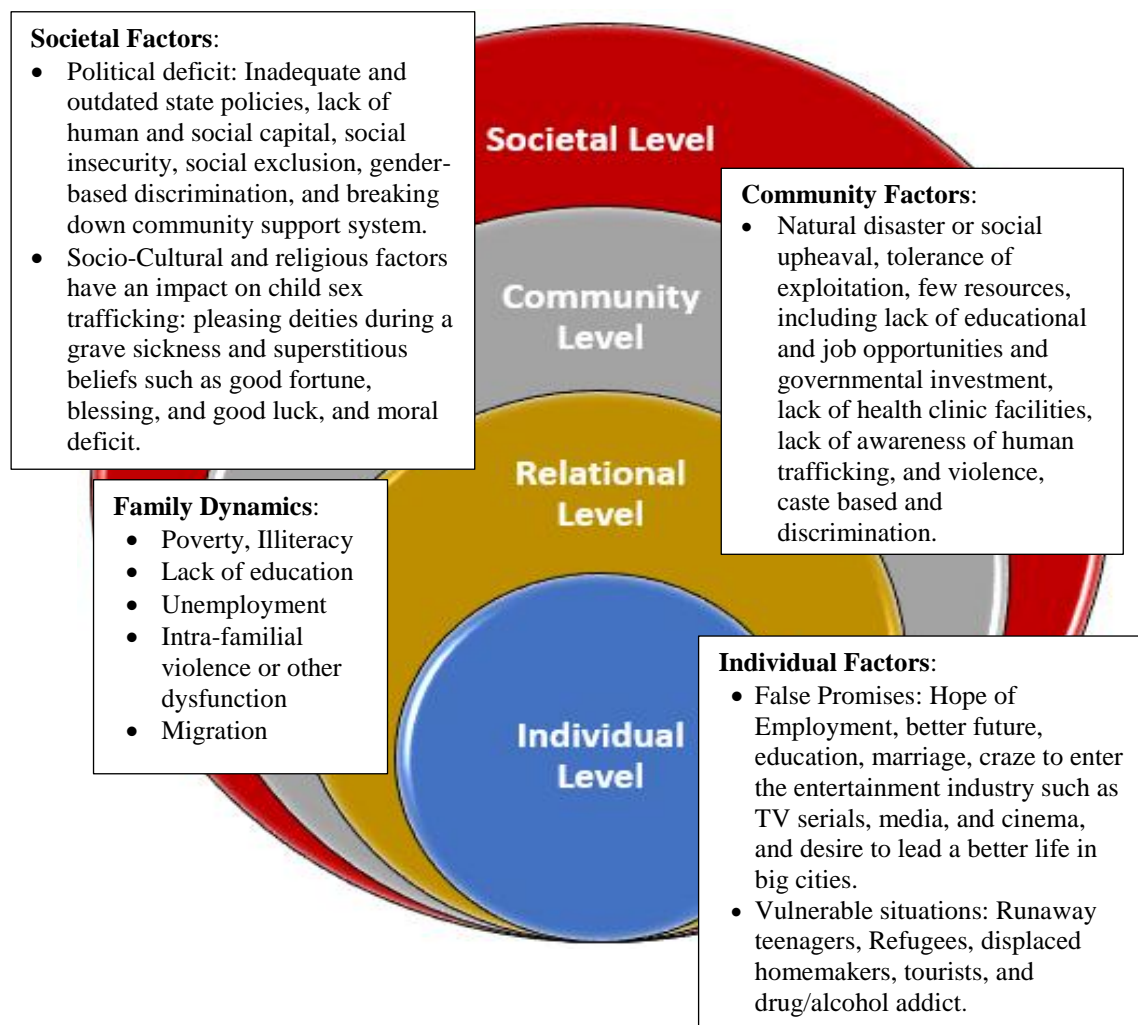 Societal Factors:
• Political deficit: Inadequate and
outdated state policies, lack of
human and social capital, social
insecurity, social exclusion, gender-
based discrimination, and breaking
down community support system.
• Socio-Cultural and religious factors
have an impact on child sex
trafficking: pleasing deities during a
grave sickness and superstitious
beliefs such as good fortune,
blessing, and good luck, and moral
deficit.
Societal Level
Community Factors:
• Natural disaster or social
upheaval, tolerance of
exploitation, few resources,
including lack of educational
and job opportunities and
governmental investment,
lack of health clinic facilities,
lack of awareness of human
trafficking, and violence,
caste based and
discrimination.
Community
Level
Relational
Level
Family Dynamics:
• Poverty, Illiteracy
• Lack of education
• Unemployment
• Intra-familial
violence or other
dysfunction
• Migration
Individual
Level
Individual Factors:
• False Promises: Hope of
Employment, better future,
education, marriage, craze to enter
the entertainment industry such as
TV serials, media, and cinema,
and desire to lead a better life in
big cities.
• Vulnerable situations: Runaway
teenagers, Refugees, displaced
homemakers, tourists, and
drug/alcohol addict.